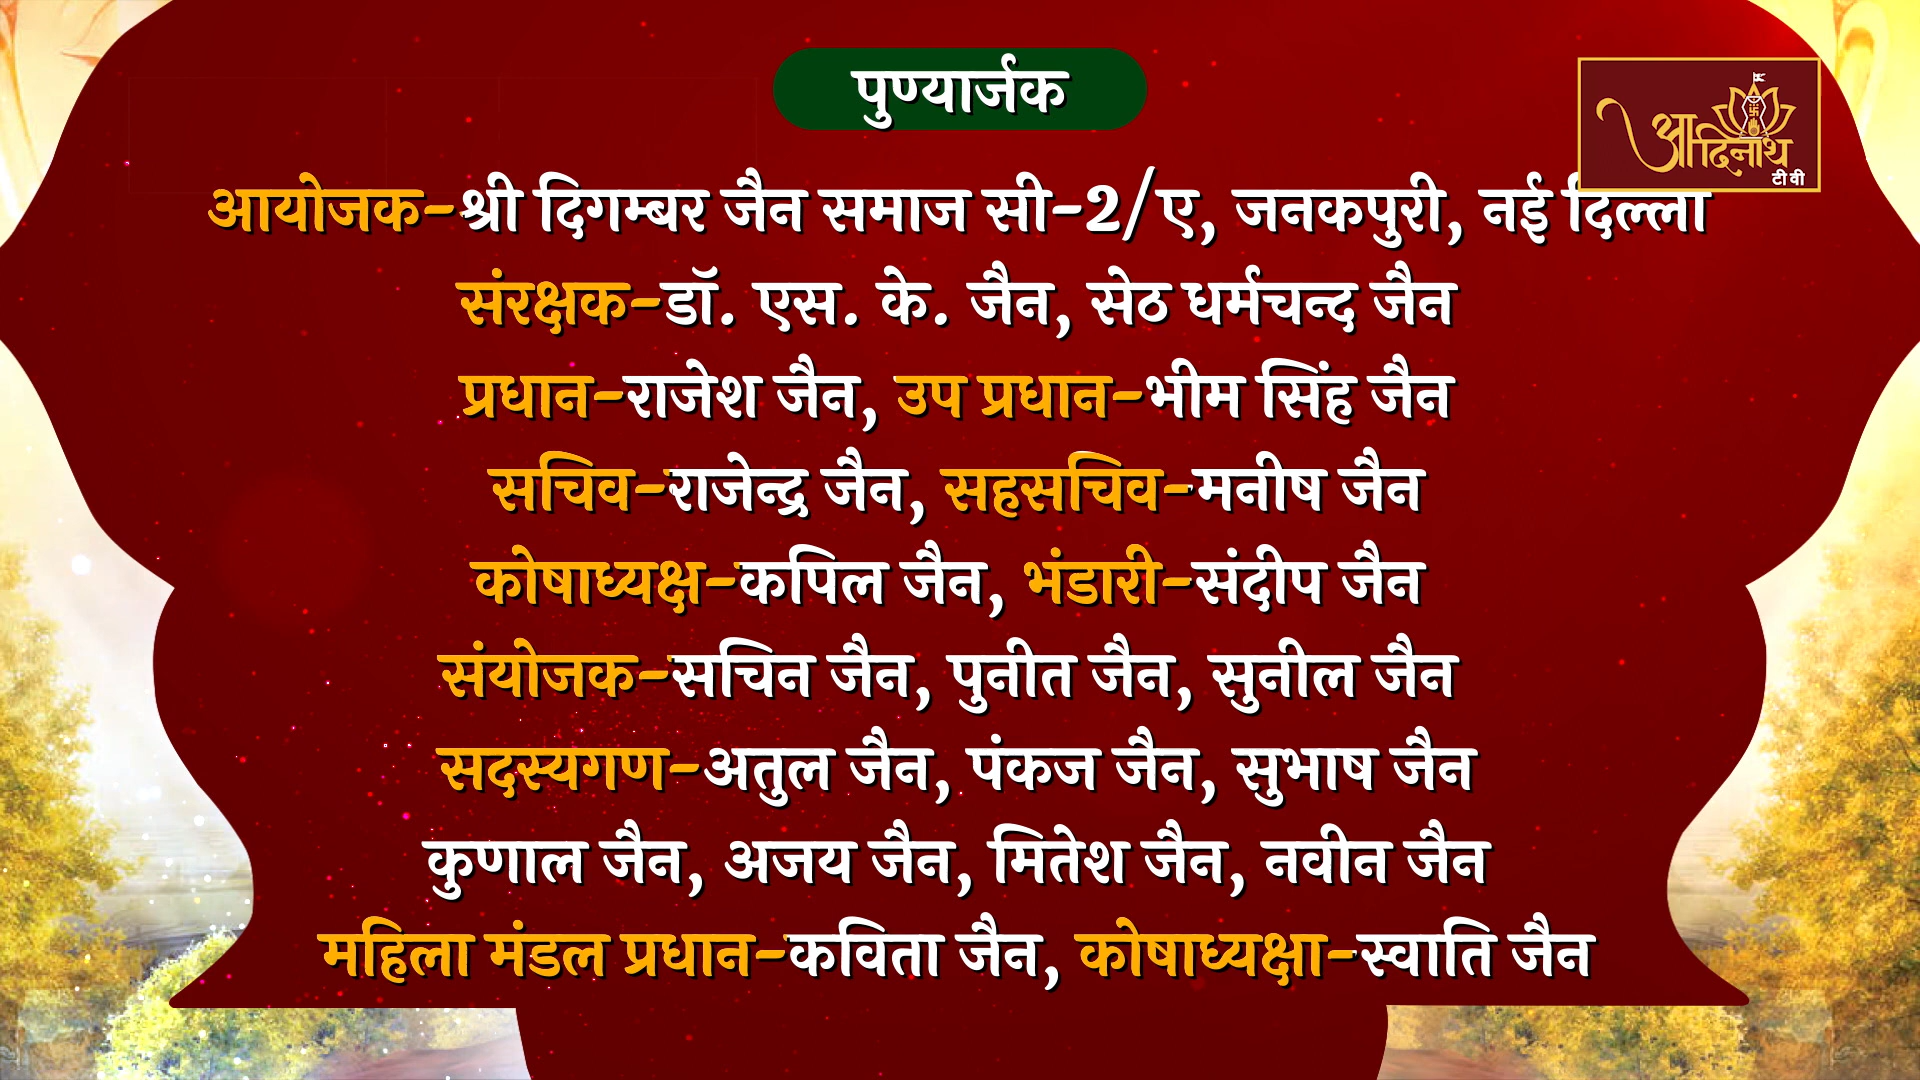 पुण्यार्जक
आदिनाथ
टीवी
आयोजक-श्री दिगम्बर जैन समाज सी-2/ए, जनकपुरी, नई दिल्ली
संरक्षक-डॉ. एस. के. जैन, सेठ धर्मचन्द जैन
प्रधान-राजेश जैन, उप प्रधान-भीम सिंह जैन
सचिव-राजेन्द्र जैन, सहसचिव-मनीष जैन
कोषाध्यक्ष-कपिल जैन, भंडारी-संदीप जैन
संयोजक-सचिन जैन, पुनीत जैन, सुनील जैन
सदस्यगण-अतुल जैन, पंकज जैन, सुभाष जैन
कुणाल जैन, अजय जैन, मितेश जैन, नवीन जैन
महिला मंडल प्रधान-कविता जैन, कोषाध्यक्षा-स्वाति जैन